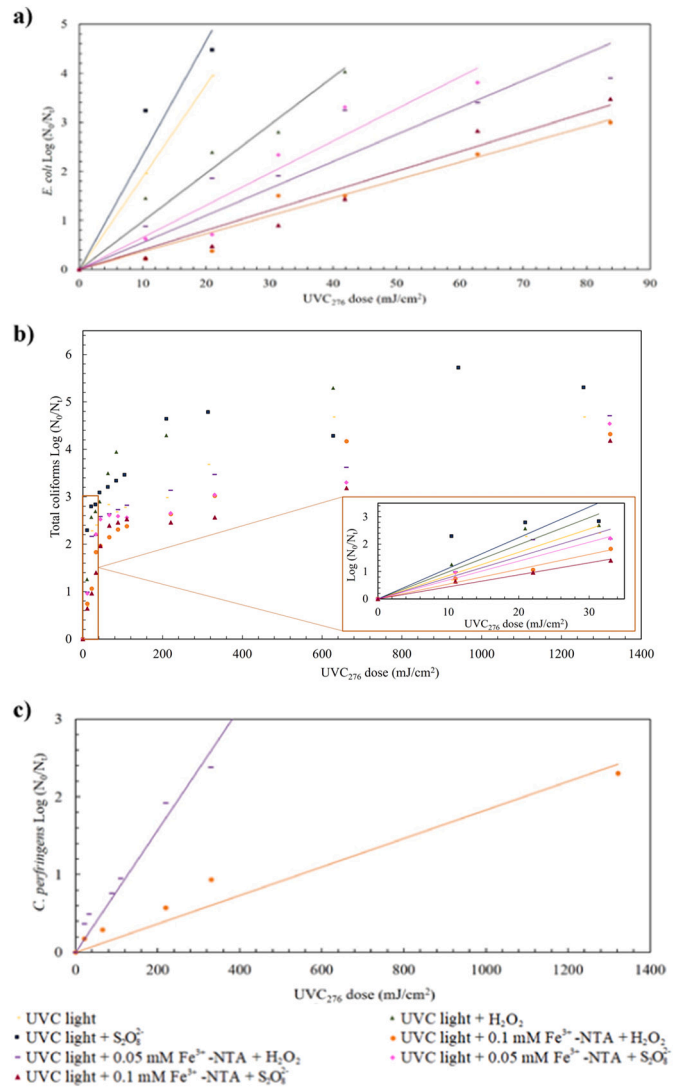 a)
5
4
3
2
1
0
E. coli Log (N₀/Nₜ)
0 10 20 30 40 50 60 70 80 90
UVC₂₇₆ dose (mJ/cm²)
b)
6
5
4
3
2
1
0
Total coliforms Log (N₀/Nₜ)
3
2
1
0
Log (N₀/Nₜ)
0 10 20 30
UVC₂₇₆ dose (mJ/cm²)
0 200 400 600 800 1000 1200 1400
UVC₂₇₆ dose (mJ/cm²)
c)
3
2
1
0
C. perfringens Log (N₀/Nₜ)
0 200 400 600 800 1000 1200 1400
UVC₂₇₆ dose (mJ/cm²)
UVC light
UVC light + H₂O₂
UVC light + S₂O₈²⁻
UVC light + 0.1 mM Fe³⁺ -NTA + H₂O₂
UVC light + 0.05 mM Fe³⁺ -NTA + H₂O₂
UVC light + 0.05 mM Fe³⁺ -NTA + S₂O₈²⁻
UVC light + 0.1 mM Fe³⁺ -NTA + S₂O₈²⁻